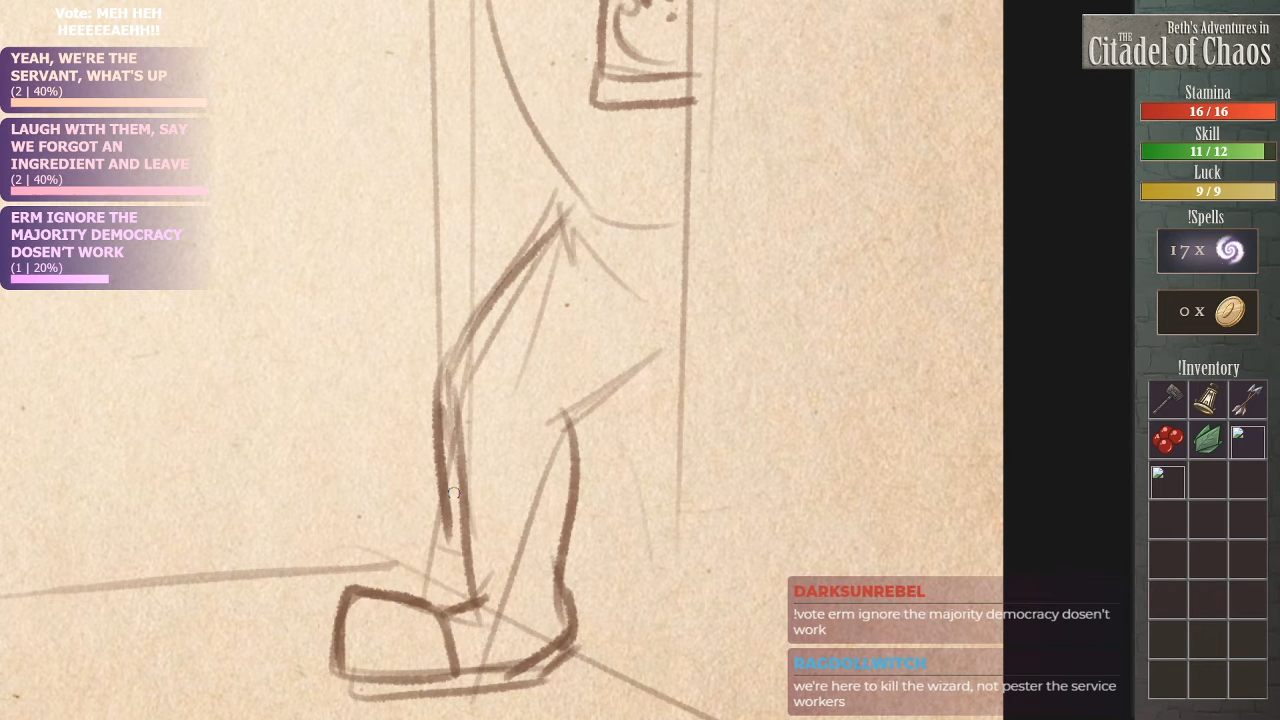 Vote: MEH HEH
HEEEEEAEHH!!
YEAH, WE'RE THE
SERVANT, WHAT'S UP
(2 | 40%)
LAUGH WITH THEM, SAY
WE FORGOT AN
INGREDIENT AND LEAVE
(2 | 40%)
ERM IGNORE THE
MAJORITY DEMOCRACY
DOSEN'T WORK
(1 | 20%)
Beth's Adventures in
THE
Citadel of Chaos
Stamina
16 / 16
Skill
11 / 12
Luck
9 / 9
!Spells
17 x
0 x
!Inventory
DARKSUNREBEL
!vote erm ignore the majority democracy dosen't
work
RAGDOLLWITCH
we're here to kill the wizard, not pester the service
workers